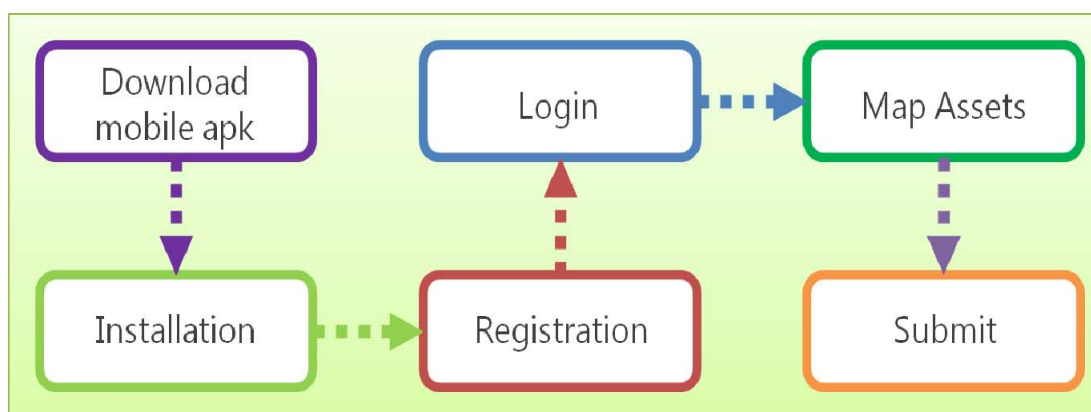 Download
mobile apk
Installation
Registration
Login
Map Assets
Submit